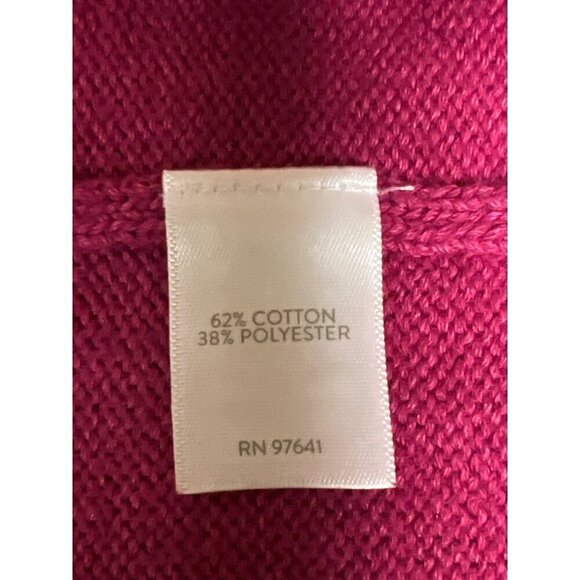 62% COTTON
38% POLYESTER
RN 97641